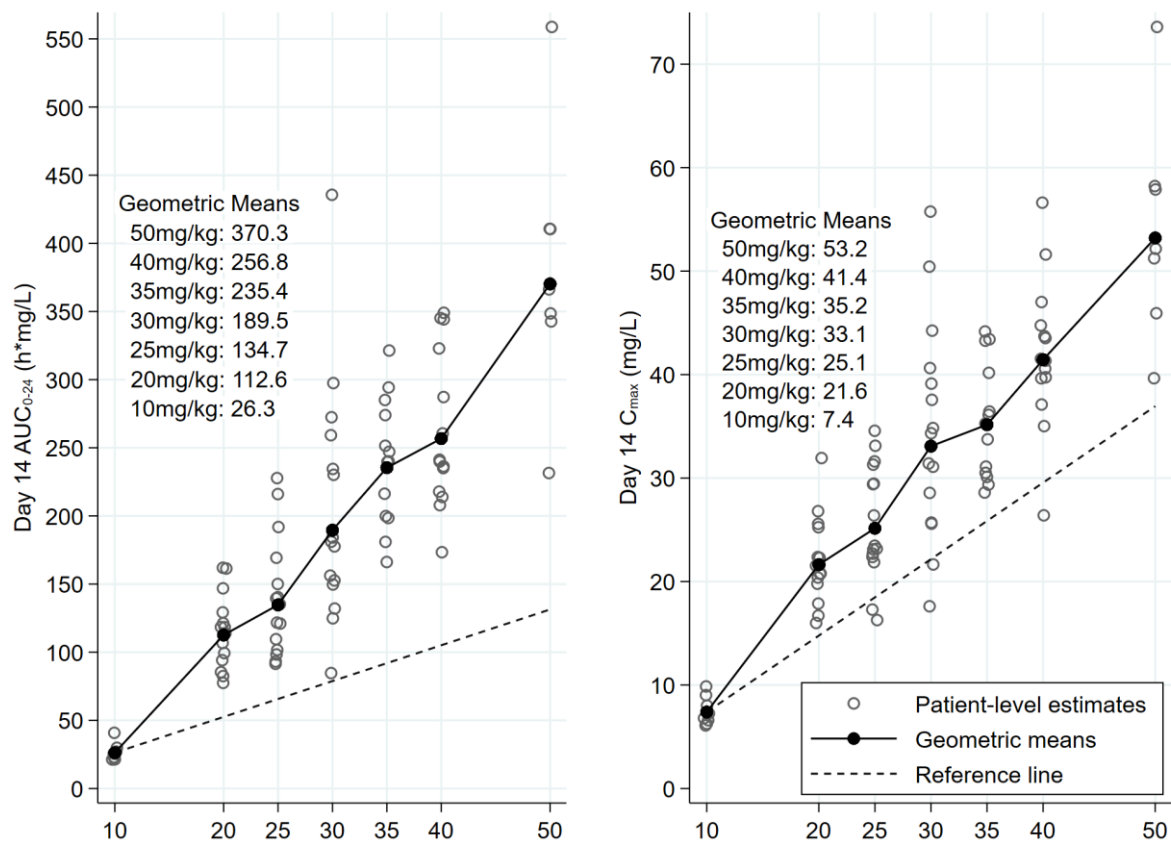 Day 14 AUC0-24 (h*mg/L)
550
500
450
400
350
300
250
200
150
100
50
0
Geometric Means
50mg/kg: 370.3
40mg/kg: 256.8
35mg/kg: 235.4
30mg/kg: 189.5
25mg/kg: 134.7
20mg/kg: 112.6
10mg/kg: 26.3
10 20 25 30 35 40 50
Day 14 Cmax (mg/L)
70
60
50
40
30
20
10
0
Geometric Means
50mg/kg: 53.2
40mg/kg: 41.4
35mg/kg: 35.2
30mg/kg: 33.1
25mg/kg: 25.1
20mg/kg: 21.6
10mg/kg: 7.4
Patient-level estimates
Geometric means
Reference line
10 20 25 30 35 40 50